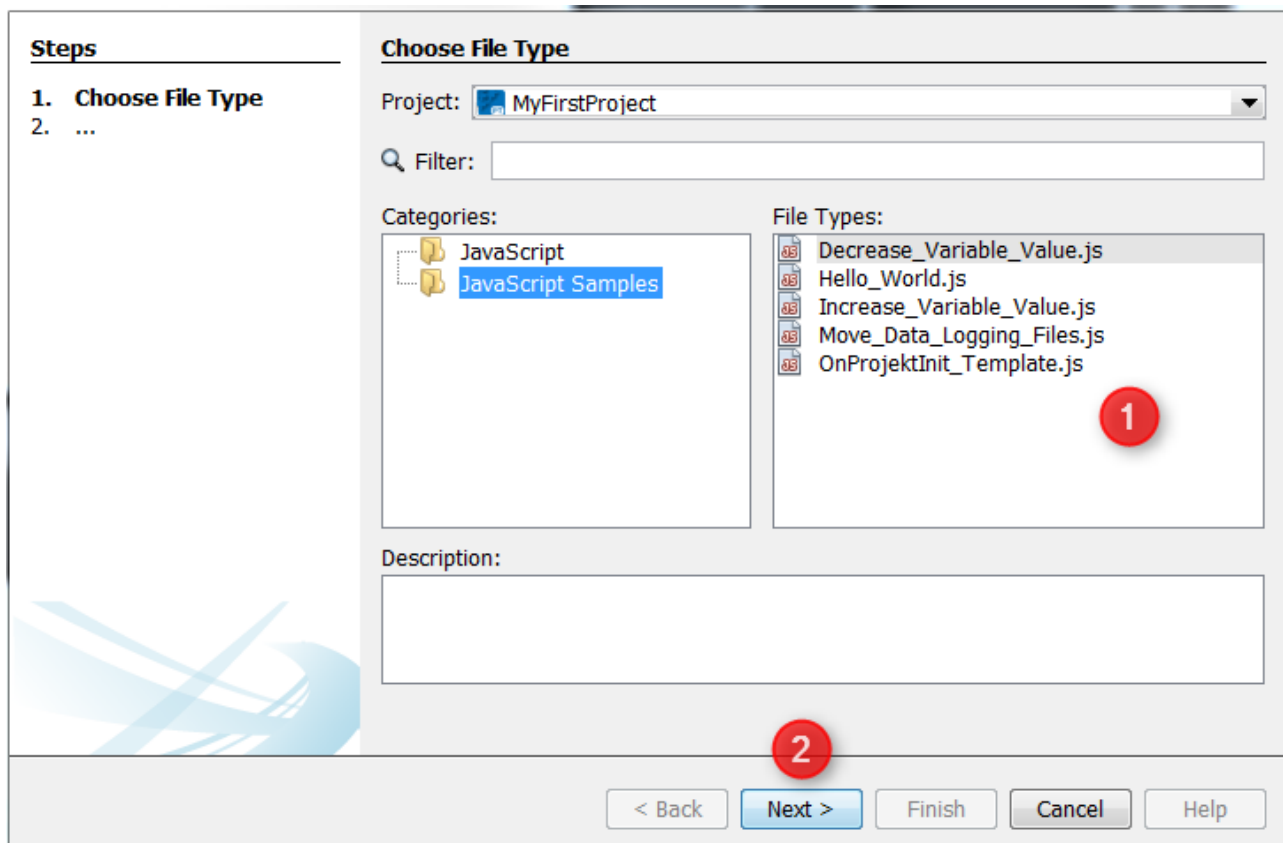 Steps
1. Choose File Type
2. ...
Choose File Type
Project: MyFirstProject
Filter:
Categories:
JavaScript
JavaScript Samples
File Types:
Decrease_Variable_Value.js
Hello_World.js
Increase_Variable_Value.js
Move_Data_Logging_Files.js
OnProjektInit_Template.js
1
Description:
2
< Back Next > Finish Cancel Help